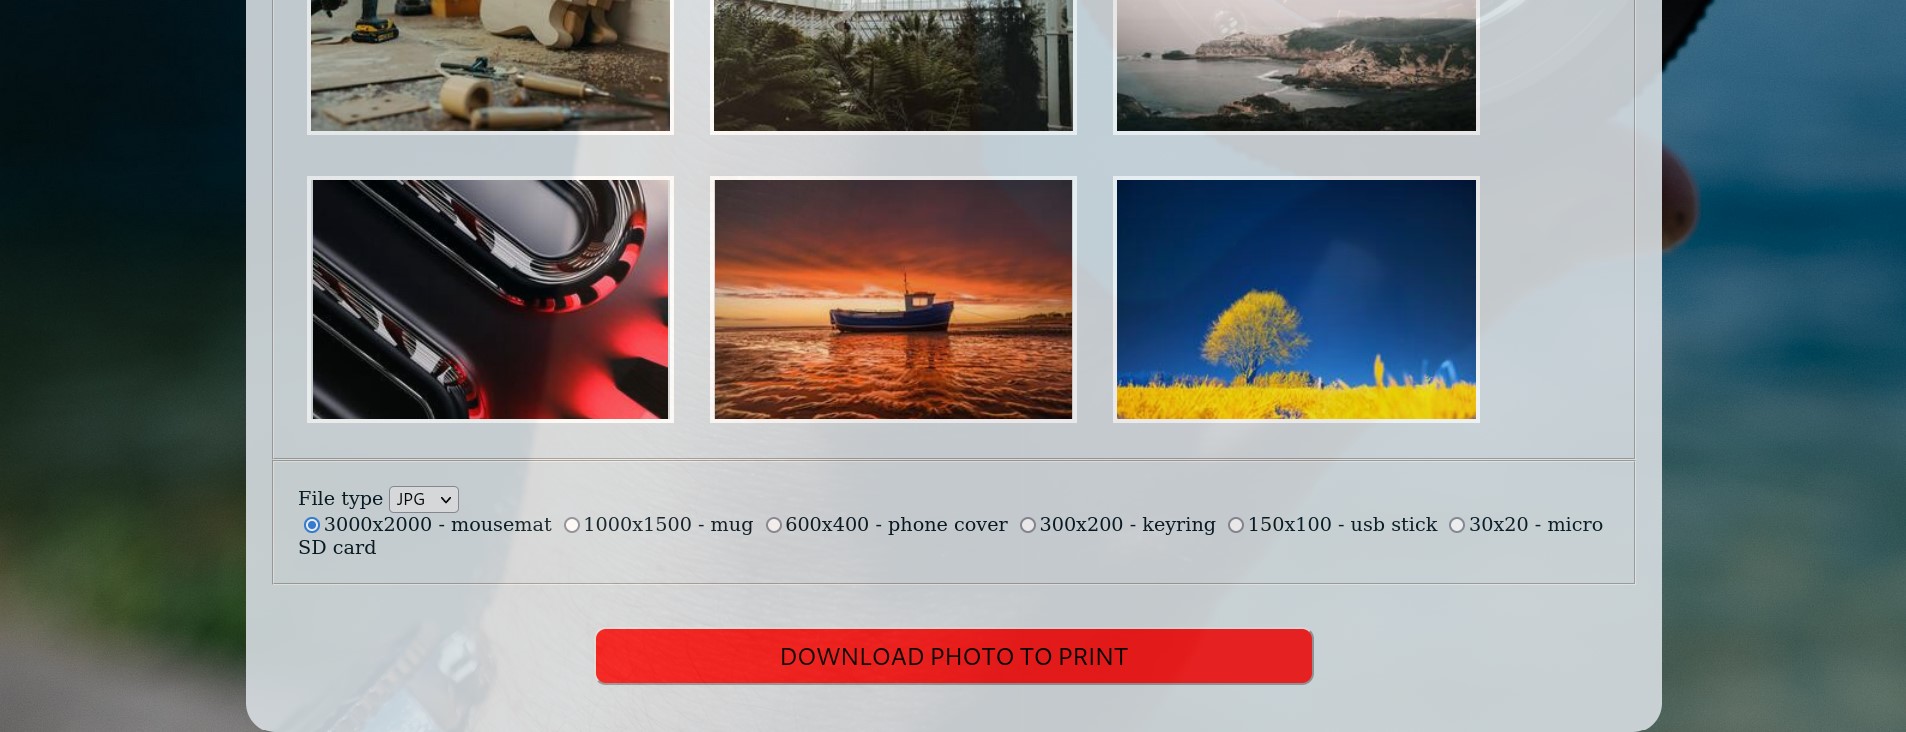 File type JPG
3000x2000 - mousemat 1000x1500 - mug 600x400 - phone cover 300x200 - keyring 150x100 - usb stick 30x20 - micro
SD card
DOWNLOAD PHOTO TO PRINT